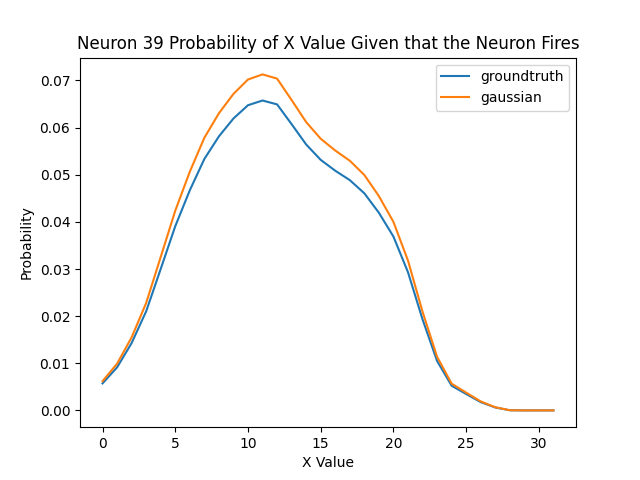 Neuron 39 Probability of X Value Given that the Neuron Fires
groundtruth
gaussian
Probability
0.07
0.06
0.05
0.04
0.03
0.02
0.01
0.00
0 5 10 15 20 25 30
X Value